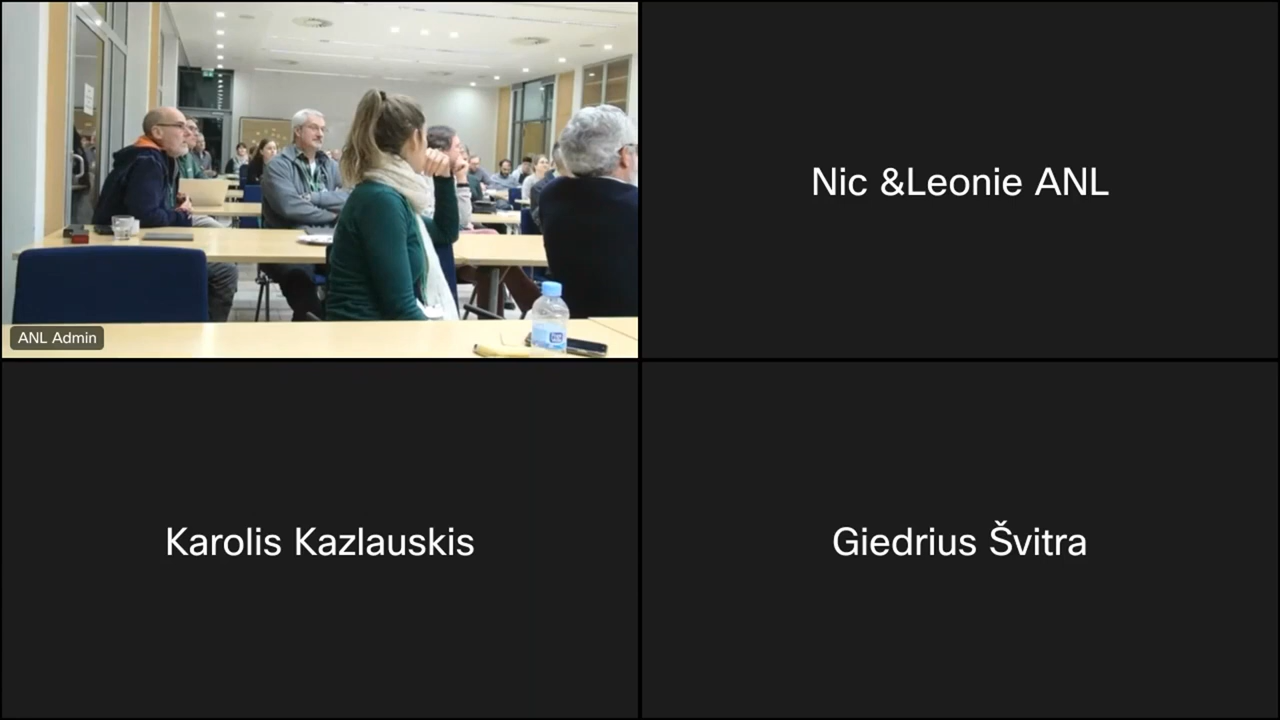 ANL Admin
Nic &Leonie ANL
Karolis Kazlauskis
Giedrius Švitra